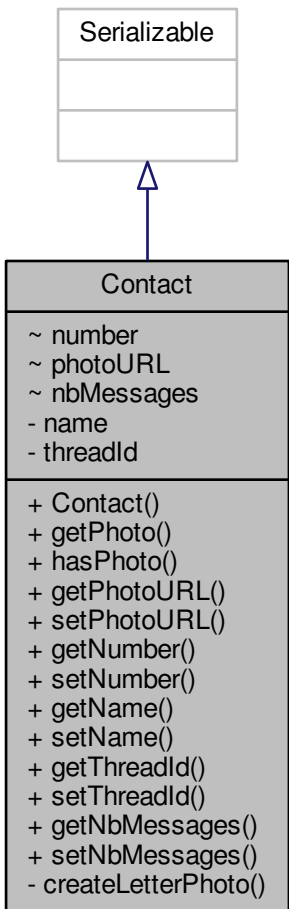 Serializable
Contact
~ number
~ photoURL
~ nbMessages
- name
- threadId
+ Contact()
+ getPhoto()
+ hasPhoto()
+ getPhotoURL()
+ setPhotoURL()
+ getNumber()
+ setNumber()
+ getName()
+ setName()
+ getThreadId()
+ setThreadId()
+ getNbMessages()
+ setNbMessages()
- createLetterPhoto()